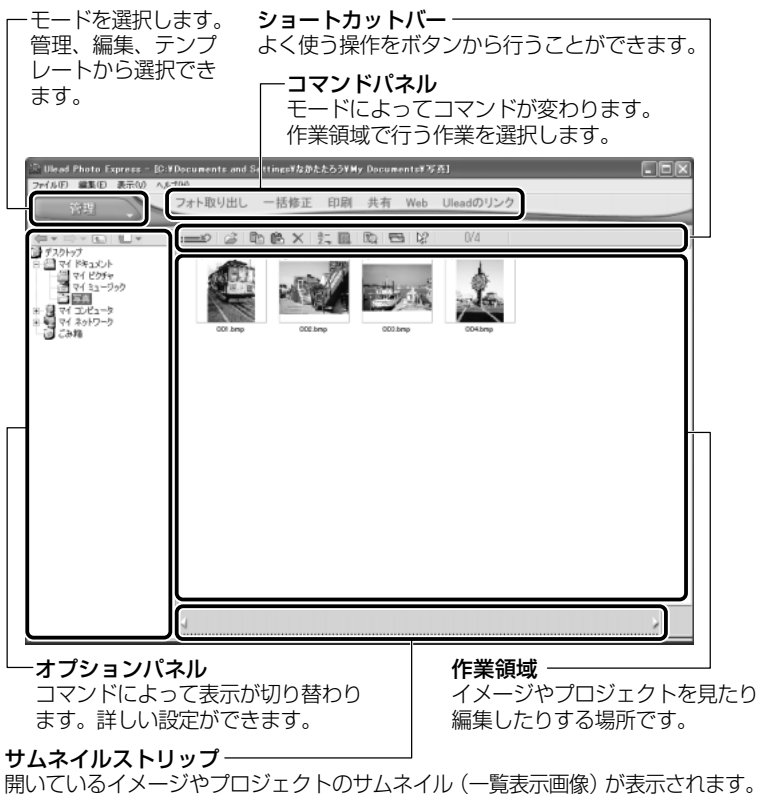 モードを選択します。
管理、編集、テンプ
レートから選択でき
ます。
ショートカットバー
よく使う操作をボタンから行うことができます。
コマンドパネル
モードによってコマンドが変わります。
作業領域で行う作業を選択します。
Ulead Photo Express - [C:¥Documents and Settings¥なかたたろう¥My Documents¥写真]
ファイル(F) 編集(E) 表示(V) ヘルプ(H)
管理
フォト取り出し 一括修正 印刷 共有 Web Uleadのリンク
0/4
デスクトップ
マイ ドキュメント
マイ ピクチャ
マイ ミュージック
写真
マイ コンピュータ
マイ ネットワーク
ごみ箱
001.bmp 002.bmp 003.bmp 004.bmp
オプションパネル
コマンドによって表示が切り替わり
ます。詳しい設定ができます。
作業領域
イメージやプロジェクトを見たり
編集したりする場所です。
サムネイルストリップ
開いているイメージやプロジェクトのサムネイル（一覧表示画像）が表示されます。